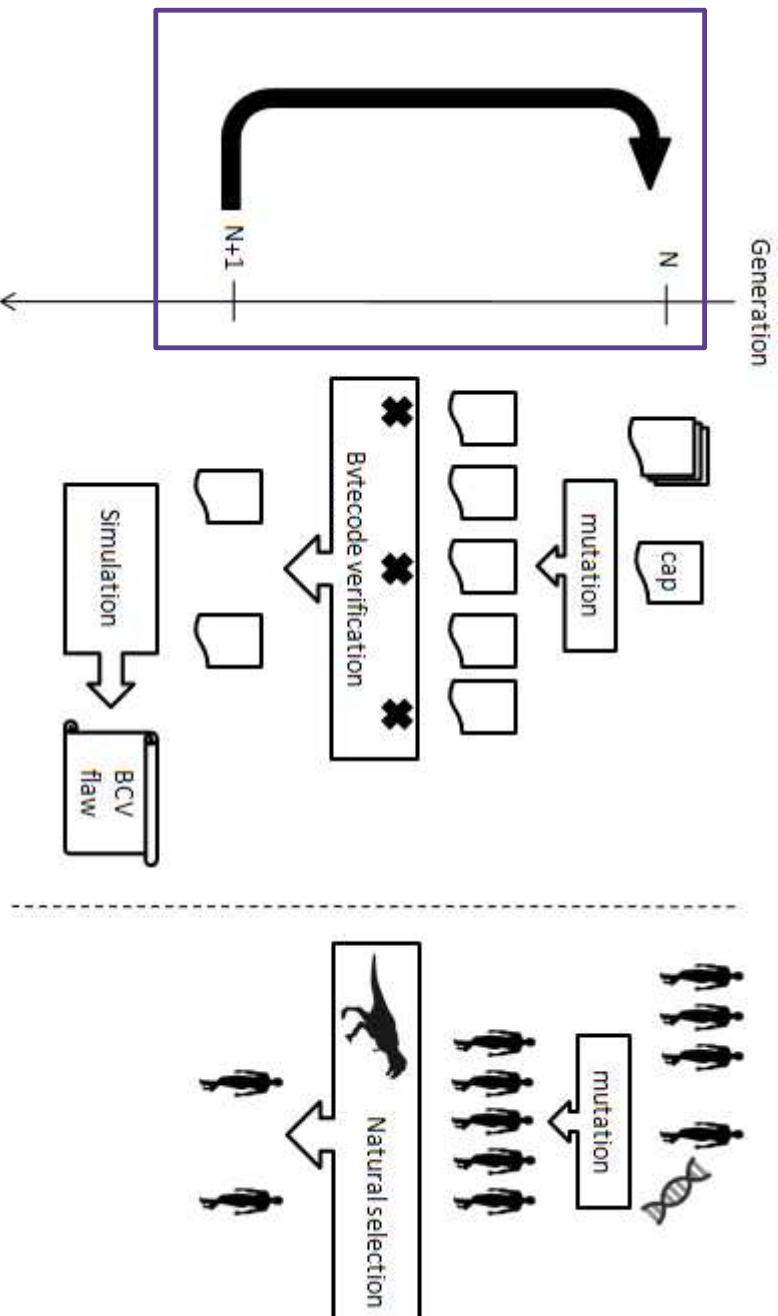 Generation
N
N+1
cap
mutation
Bytecode verification
Simulation
BCV
flaw
mutation
Natural selection